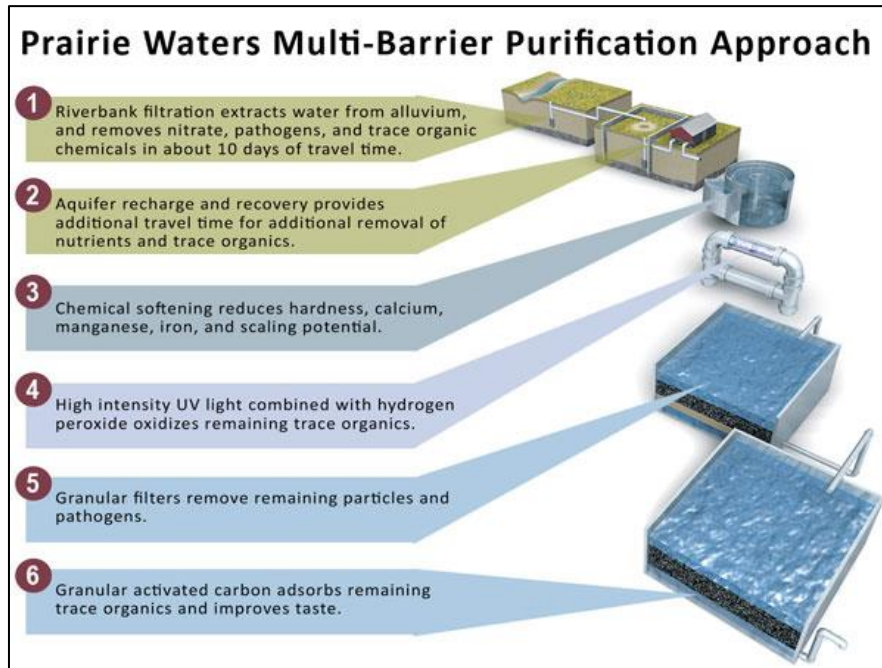 Prairie Waters Multi-Barrier Purification Approach
1
Riverbank filtration extracts water from alluvium,
and removes nitrate, pathogens, and trace organic
chemicals in about 10 days of travel time.
2
Aquifer recharge and recovery provides
additional travel time for additional removal of
nutrients and trace organics.
3
Chemical softening reduces hardness, calcium,
manganese, iron, and scaling potential.
4
High intensity UV light combined with hydrogen
peroxide oxidizes remaining trace organics.
5
Granular filters remove remaining particles and
pathogens.
6
Granular activated carbon adsorbs remaining
trace organics and improves taste.